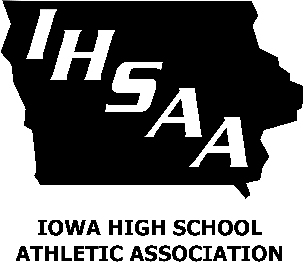 IHSAA
IOWA HIGH SCHOOL
ATHLETIC ASSOCIATION